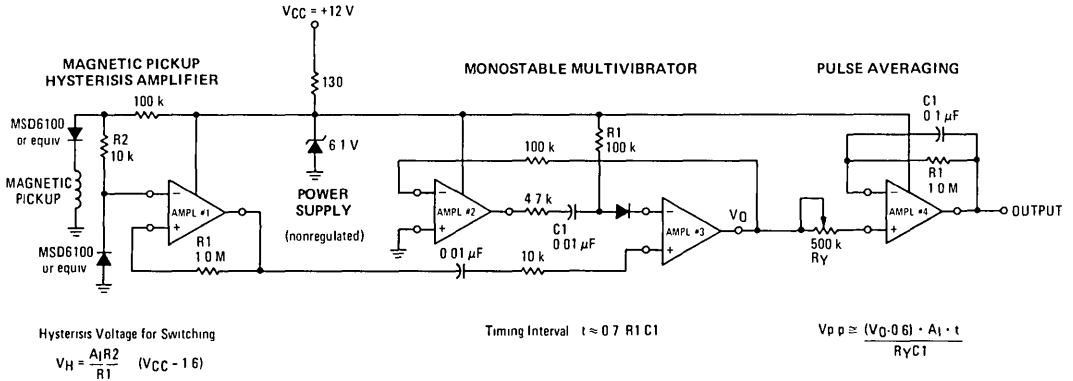 VCC = +12 V
MAGNETIC PICKUP
HYSTERISIS AMPLIFIER
MONOSTABLE MULTIVIBRATOR
PULSE AVERAGING
130
100 k
MSD6100
or equiv
R2
10 k
MAGNETIC
PICKUP
AMPL #1
MSD6100
or equiv
R1
1 0 M
6 1 V
POWER
SUPPLY
(nonregulated)
100 k
R1
100 k
AMPL #2
4 7 k
C1
0 01 µF
0 01 µF
10 k
AMPL #3
VO
500 k
RY
C1
0 1 µF
R1
1 0 M
AMPL #4
OUTPUT
Hysterisis Voltage for Switching
VH = AIR2 / R1 (VCC – 1 6)
Timing Interval t ≈ 0 7 R1 C1
Vp p ≅ (VO-0 6) · AI · t / RYC1